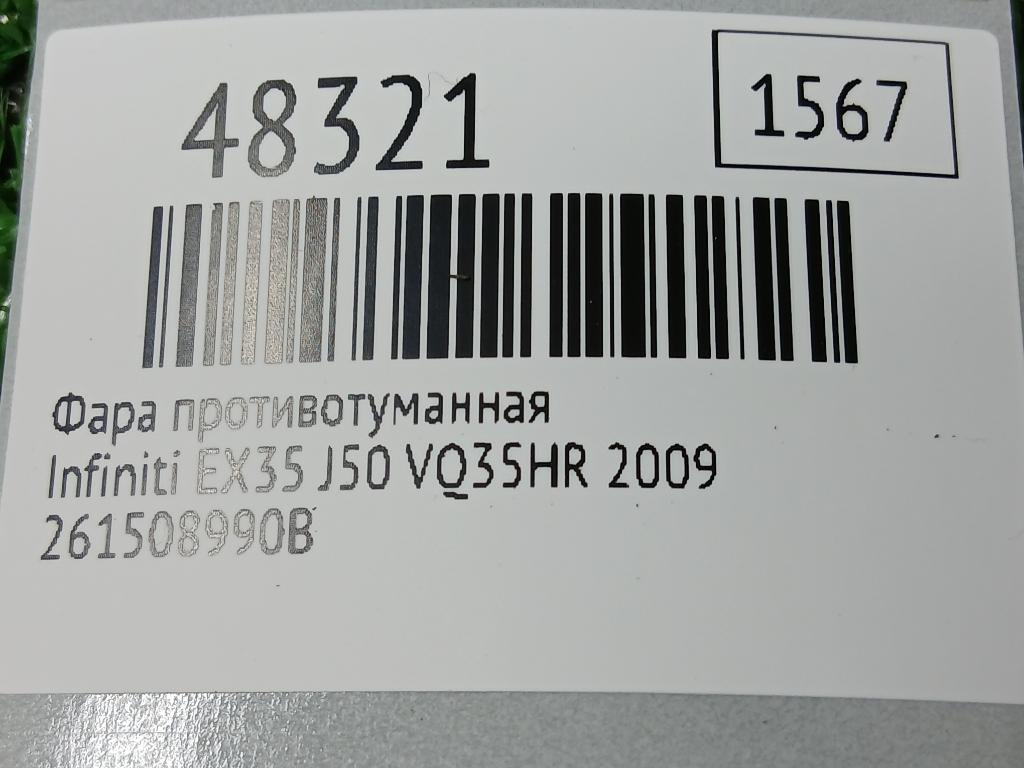 48321
1567
Фара противотуманная
Infiniti EX35 J50 VQ35HR 2009
261508990B